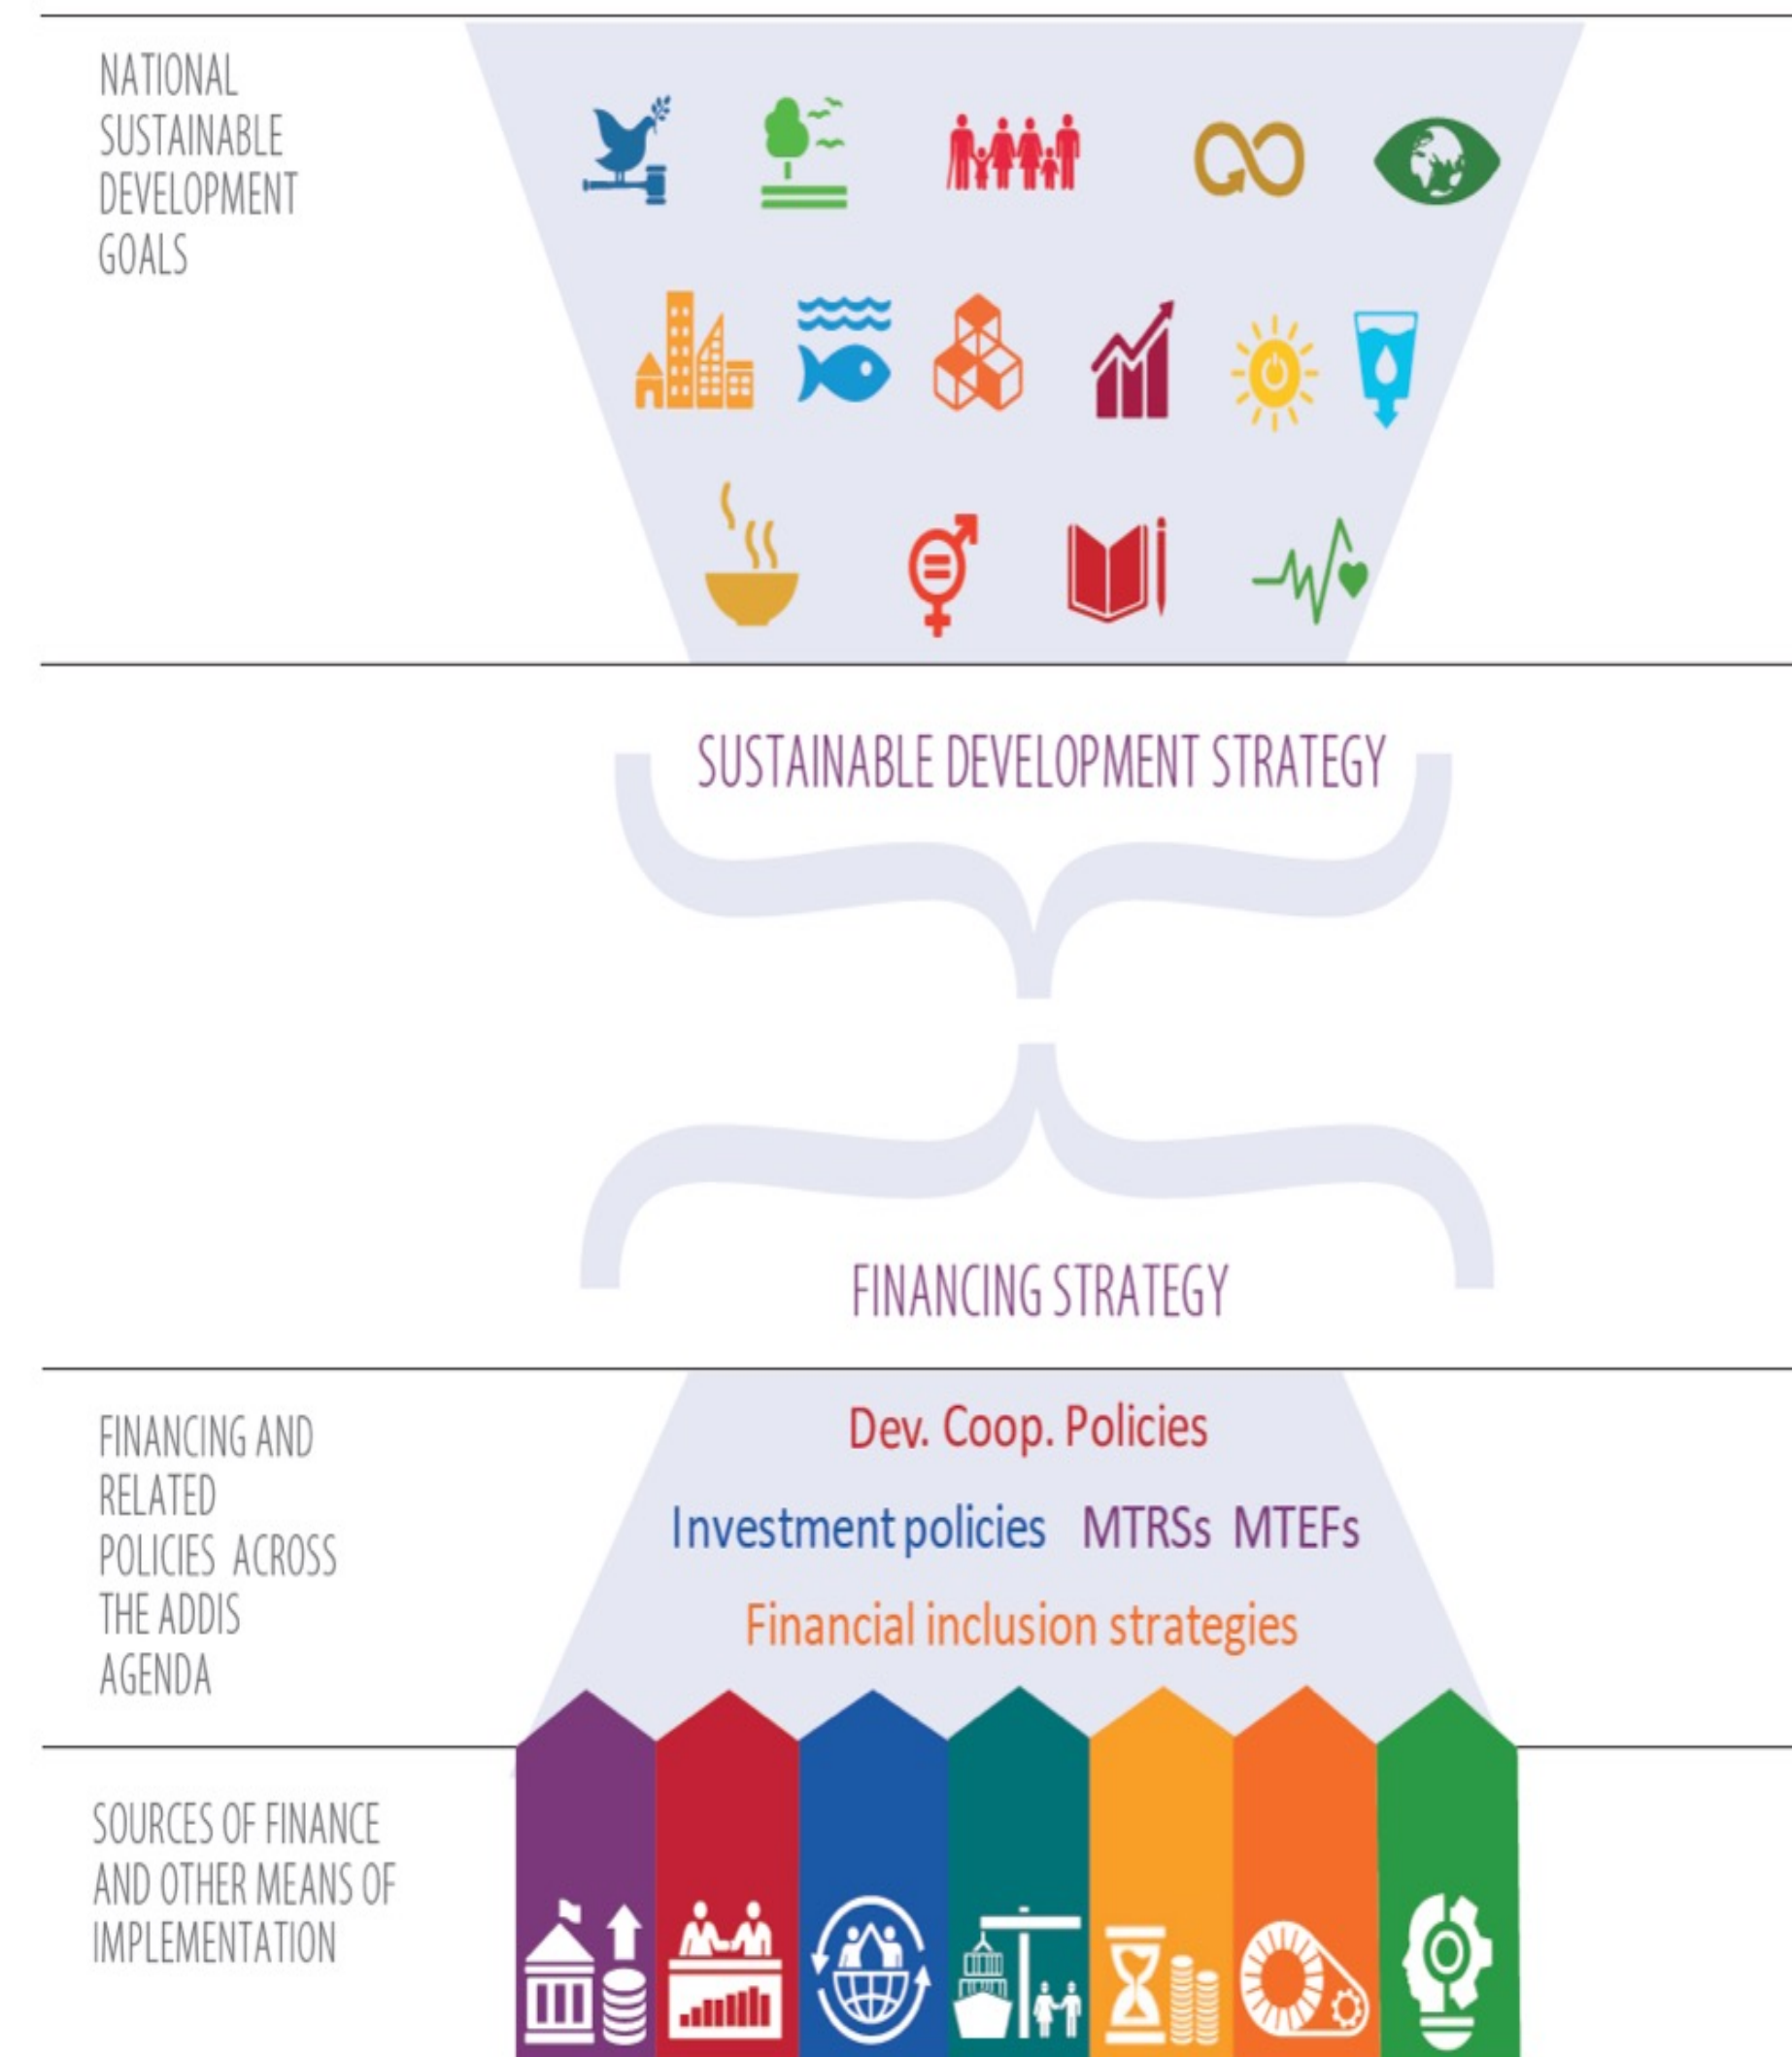 NATIONAL
SUSTAINABLE
DEVELOPMENT
GOALS
SUSTAINABLE DEVELOPMENT STRATEGY
FINANCING STRATEGY
FINANCING AND
RELATED
POLICIES ACROSS
THE ADDIS
AGENDA
Dev. Coop. Policies
Investment policies MTRSs MTEFs
Financial inclusion strategies
SOURCES OF FINANCE
AND OTHER MEANS OF
IMPLEMENTATION